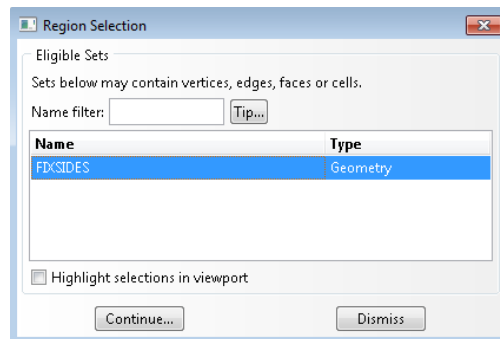 Region Selection
Eligible Sets
Sets below may contain vertices, edges, faces or cells.
Name filter: Tip...
Name Type
FIXSIDES Geometry
Highlight selections in viewport
Continue... Dismiss